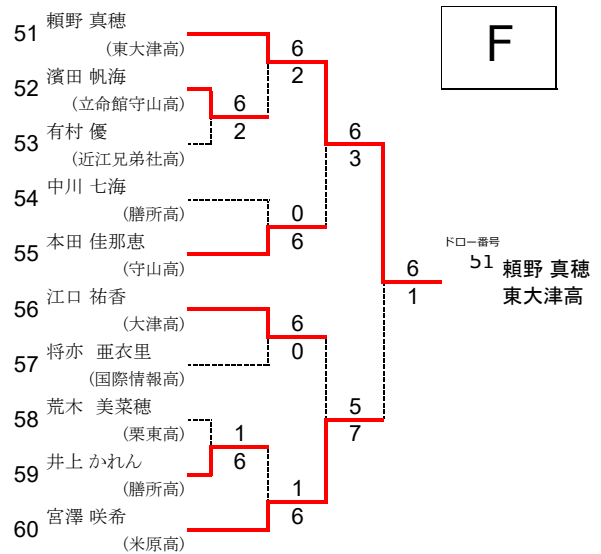 F
51 頼野 真穂
(東大津高)
52 濱田 帆海
(立命館守山高)
53 有村 優
(近江兄弟社高)
54 中川 七海
(膳所高)
55 本田 佳那恵
(守山高)
56 江口 祐香
(大津高)
57 将亦 亜衣里
(国際情報高)
58 荒木 美菜穂
(栗東高)
59 井上 かれん
(膳所高)
60 宮澤 咲希
(米原高)
6
2
1
6
6
2
0
6
6
0
1
6
6
3
5
7
6
1
ドロー番号
51 頼野 真穂
東大津高